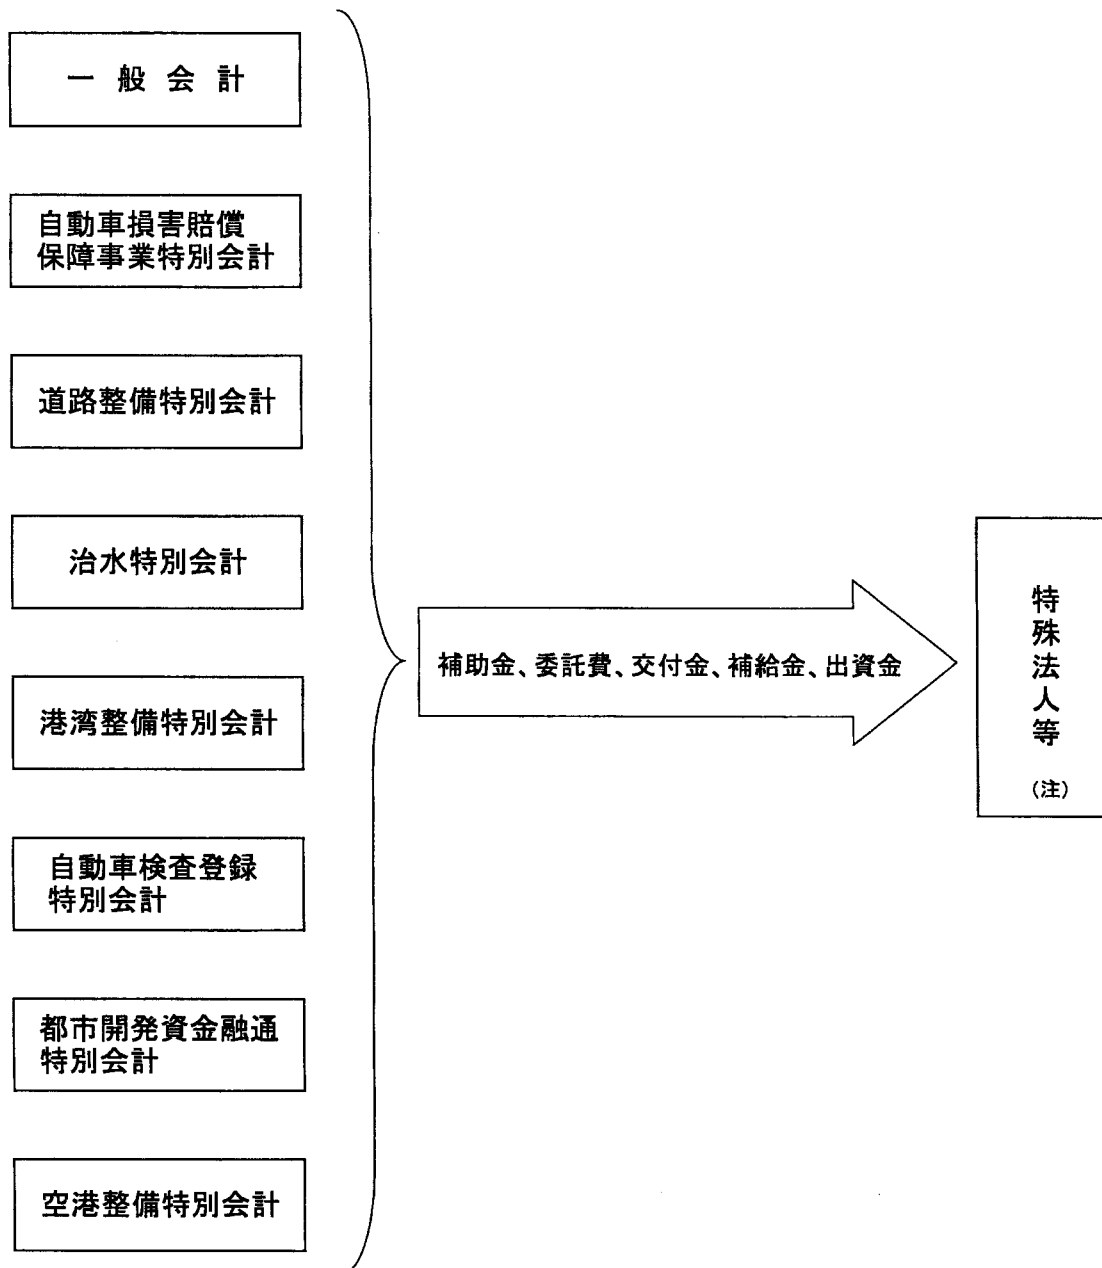 一般会計
自動車損害賠償
保障事業特別会計
道路整備特別会計
治水特別会計
港湾整備特別会計
自動車検査登録
特別会計
都市開発資金融通
特別会計
空港整備特別会計
補助金、委託費、交付金、補給金、出資金
特殊法人等
(注)